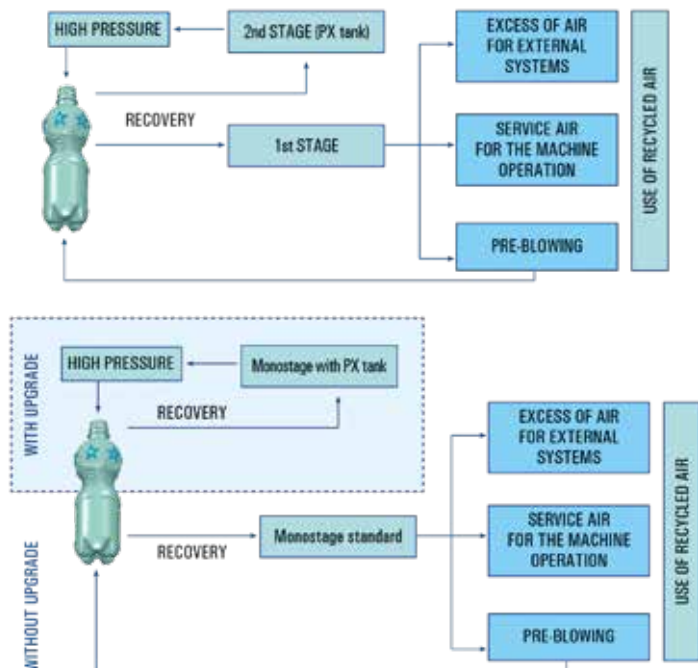 HIGH PRESSURE
2nd STAGE (PX tank)
RECOVERY
1st STAGE
EXCESS OF AIR
FOR EXTERNAL
SYSTEMS
SERVICE AIR
FOR THE MACHINE
OPERATION
PRE-BLOWING
USE OF RECYCLED AIR
WITH UPGRADE
HIGH PRESSURE
Monostage with PX tank
RECOVERY
WITHOUT UPGRADE
RECOVERY
Monostage standard
EXCESS OF AIR
FOR EXTERNAL
SYSTEMS
SERVICE AIR
FOR THE MACHINE
OPERATION
PRE-BLOWING
USE OF RECYCLED AIR